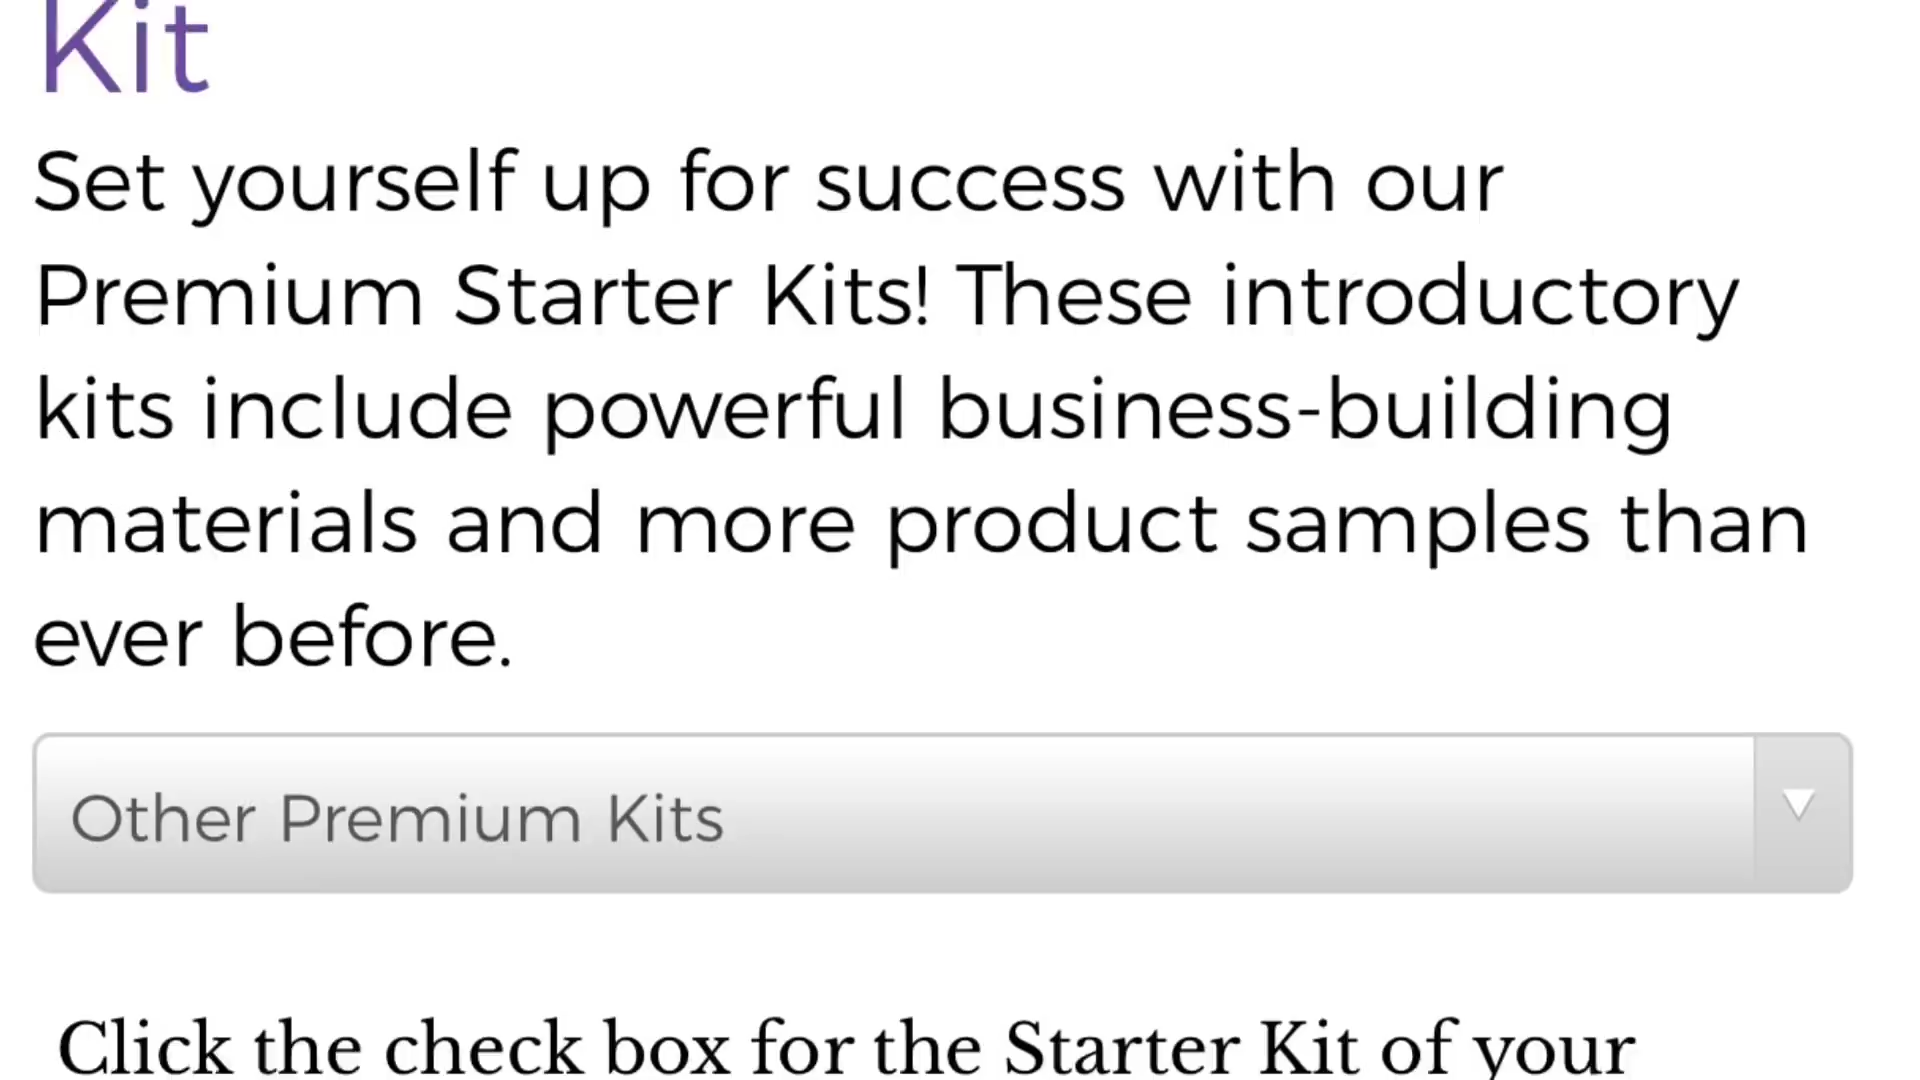 Kit
Set yourself up for success with our
Premium Starter Kits! These introductory
kits include powerful business-building
materials and more product samples than
ever before.
Other Premium Kits
Click the check box for the Starter Kit of your